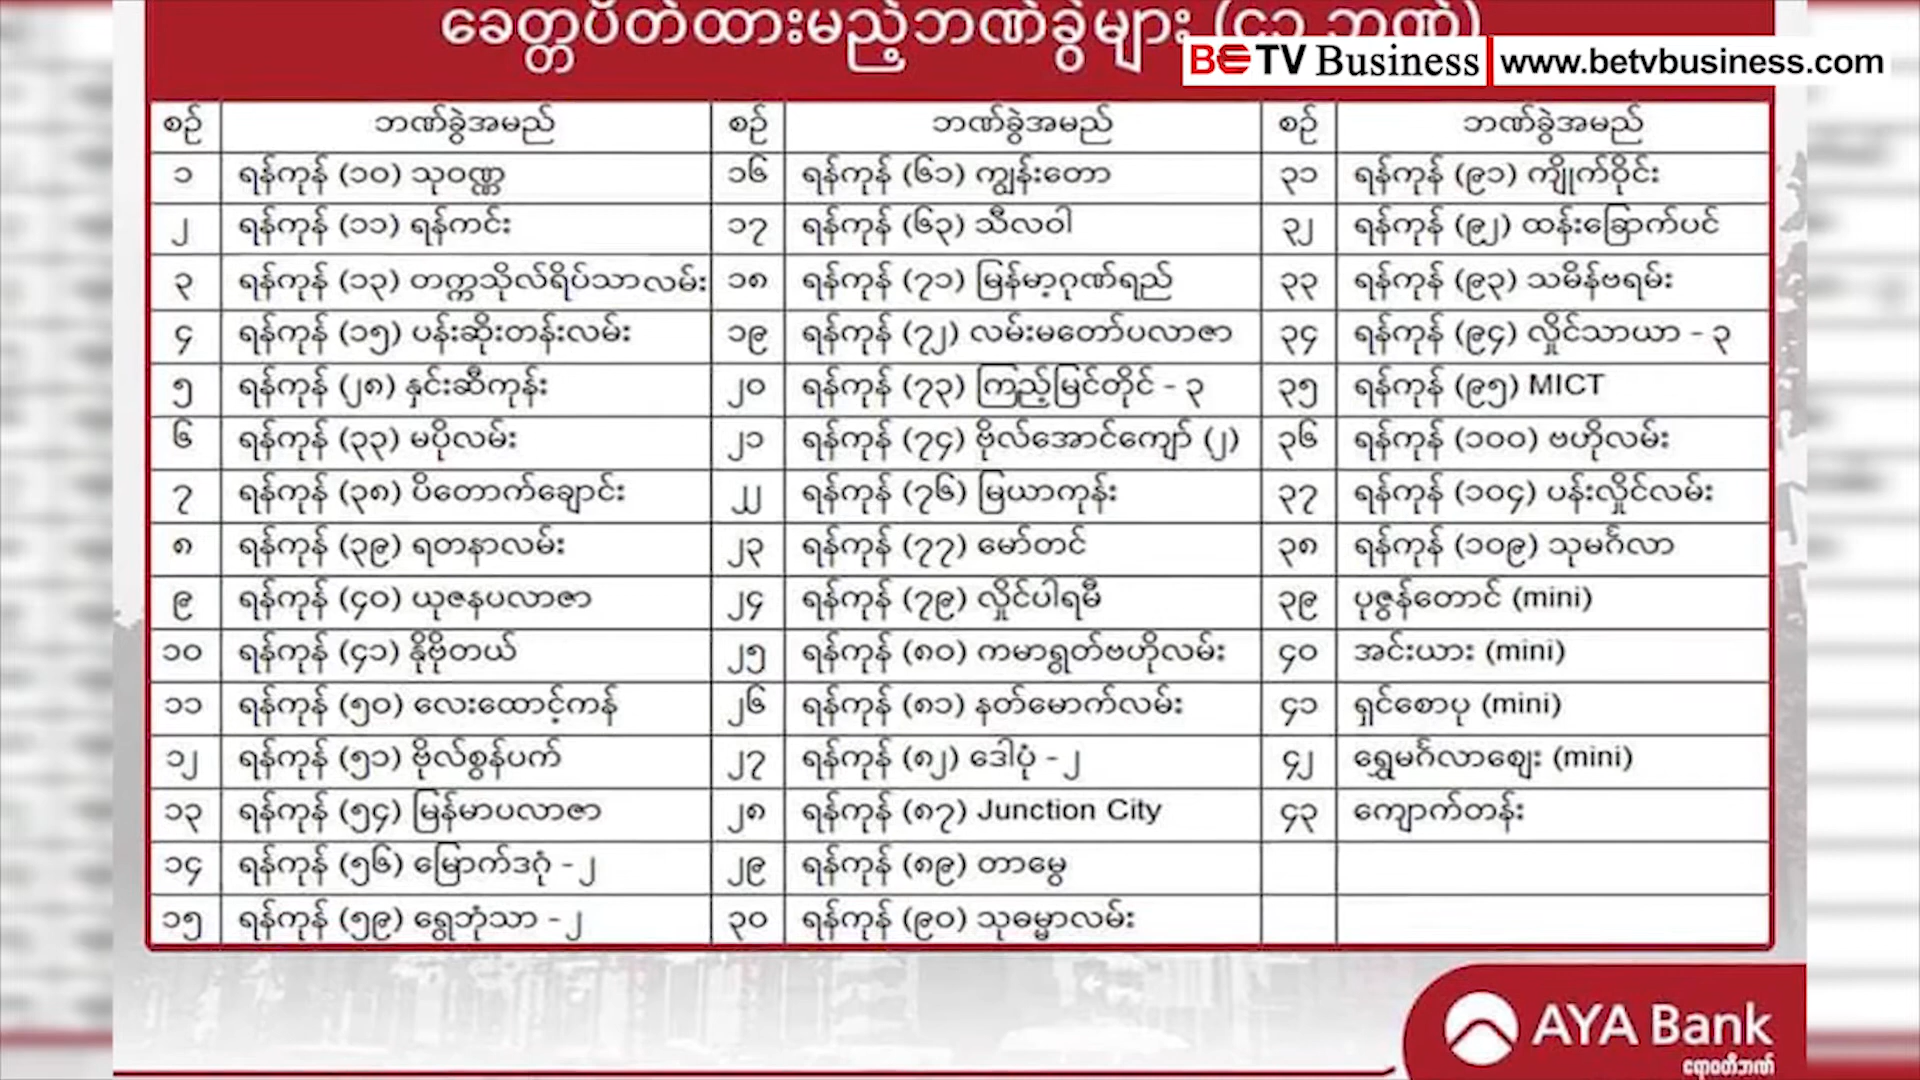 ခေတ္တပိတ်ထားမည့်ဘဏ်ခွဲများ
BETV Business www.betvbusiness.com
စဉ် ဘဏ်ခွဲအမည် စဉ် ဘဏ်ခွဲအမည် စဉ် ဘဏ်ခွဲအမည်
၁ ရန်ကုန် (၁၀) သုဝဏ္ဏ ၁၆ ရန်ကုန် (၆၁) ကျွန်းတော ၃၁ ရန်ကုန် (၉၁) ကျိုက်ဝိုင်း
၂ ရန်ကုန် (၁၁) ရန်ကင်း ၁၇ ရန်ကုန် (၆၃) သီလဝါ ၃၂ ရန်ကုန် (၉၂) ထန်းခြောက်ပင်
၃ ရန်ကုန် (၁၃) တက္ကသိုလ်ရိပ်သာလမ်း ၁၈ ရန်ကုန် (၇၁) မြန်မာ့ဂုဏ်ရည် ၃၃ ရန်ကုန် (၉၃) သမိန်ဗရမ်း
၄ ရန်ကုန် (၁၅) ပန်းဆိုးတန်းလမ်း ၁၉ ရန်ကုန် (၇၂) လမ်းမတော်ပလာဇာ ၃၄ ရန်ကုန် (၉၄) လှိုင်သာယာ - ၃
၅ ရန်ကုန် (၂၈) နှင်းဆီကုန်း ၂၀ ရန်ကုန် (၇၃) ကြည့်မြင်တိုင် - ၃ ၃၅ ရန်ကုန် (၉၅) MICT
၆ ရန်ကုန် (၃၃) မပိုလမ်း ၂၁ ရန်ကုန် (၇၄) ဗိုလ်အောင်ကျော် (၂) ၃၆ ရန်ကုန် (၁၀၀) ဗဟိုလမ်း
၇ ရန်ကုန် (၃၈) ပိတောက်ချောင်း ၂၂ ရန်ကုန် (၇၆) မြယာကုန်း ၃၇ ရန်ကုန် (၁၀၄) ပန်းလှိုင်လမ်း
၈ ရန်ကုန် (၃၉) ရတနာလမ်း ၂၃ ရန်ကုန် (၇၇) မော်တင် ၃၈ ရန်ကုန် (၁၀၉) သုမင်္ဂလာ
၉ ရန်ကုန် (၄၀) ယုဇနပလာဇာ ၂၄ ရန်ကုန် (၇၉) လှိုင်ပါရမီ ၃၉ ပုဇွန်တောင် (mini)
၁၀ ရန်ကုန် (၄၁) နိုဗိုတယ် ၂၅ ရန်ကုန် (၈၀) ကမာရွတ်ဗဟိုလမ်း ၄၀ အင်းယား (mini)
၁၁ ရန်ကုန် (၅၀) လေးထောင့်ကန် ၂၆ ရန်ကုန် (၈၁) နတ်မောက်လမ်း ၄၁ ရှင်စောပု (mini)
၁၂ ရန်ကုန် (၅၁) ဗိုလ်စွန်ပက် ၂၇ ရန်ကုန် (၈၂) ဒေါပုံ -၂ ၄၂ ရွှေမင်္ဂလာဈေး (mini)
၁၃ ရန်ကုန် (၅၄) မြန်မာပလာဇာ ၂၈ ရန်ကုန် (၈၇) Junction City ၄၃ ကျောက်တန်း
၁၄ ရန်ကုန် (၅၆) မြောက်ဒဂုံ -၂ ၂၉ ရန်ကုန် (၈၉) တာမွေ
၁၅ ရန်ကုန် (၅၉) ရွှေဘုံသာ -၂ ၃၀ ရန်ကုန် (၉၀) သုဓမ္မာလမ်း
AYA Bank
ဧရာဝတီဘဏ်